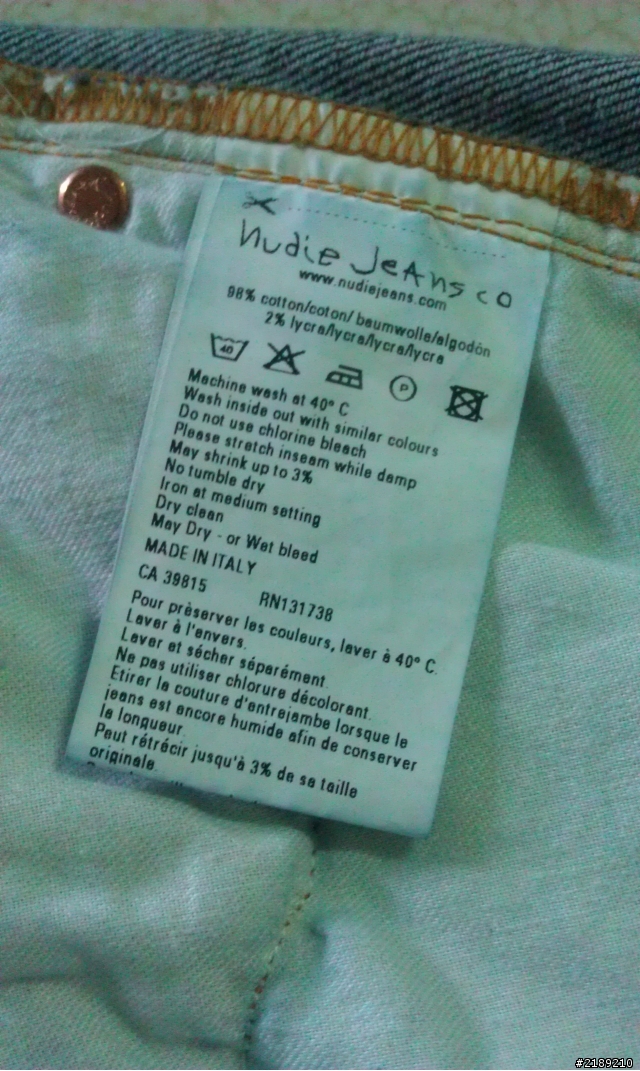 nudie jeans co
www.nudiejeans.com
98% cotton/coton/ baumwolle/algodón
2% lycra/lycra/lycra/lycra
40
P
Machine wash at 40° C
Wash inside out with similar colours
Do not use chlorine bleach
Please stretch inseam while damp
May shrink up to 3%
No tumble dry
Iron at medium setting
Dry clean
May Dry - or Wet bleed
MADE IN ITALY
CA 39815 RN131738
Pour prèserver les couleurs, laver à 40° C.
Laver à l'envers.
Laver et sécher séparément.
Ne pas utiliser chlorure décolorant.
Etirer la couture d'entrejambe lorsque le
jeans est encore humide afin de conserver
la longueur.
Peut rétrécir jusqu'à 3% de sa taille
originale.
#2189210